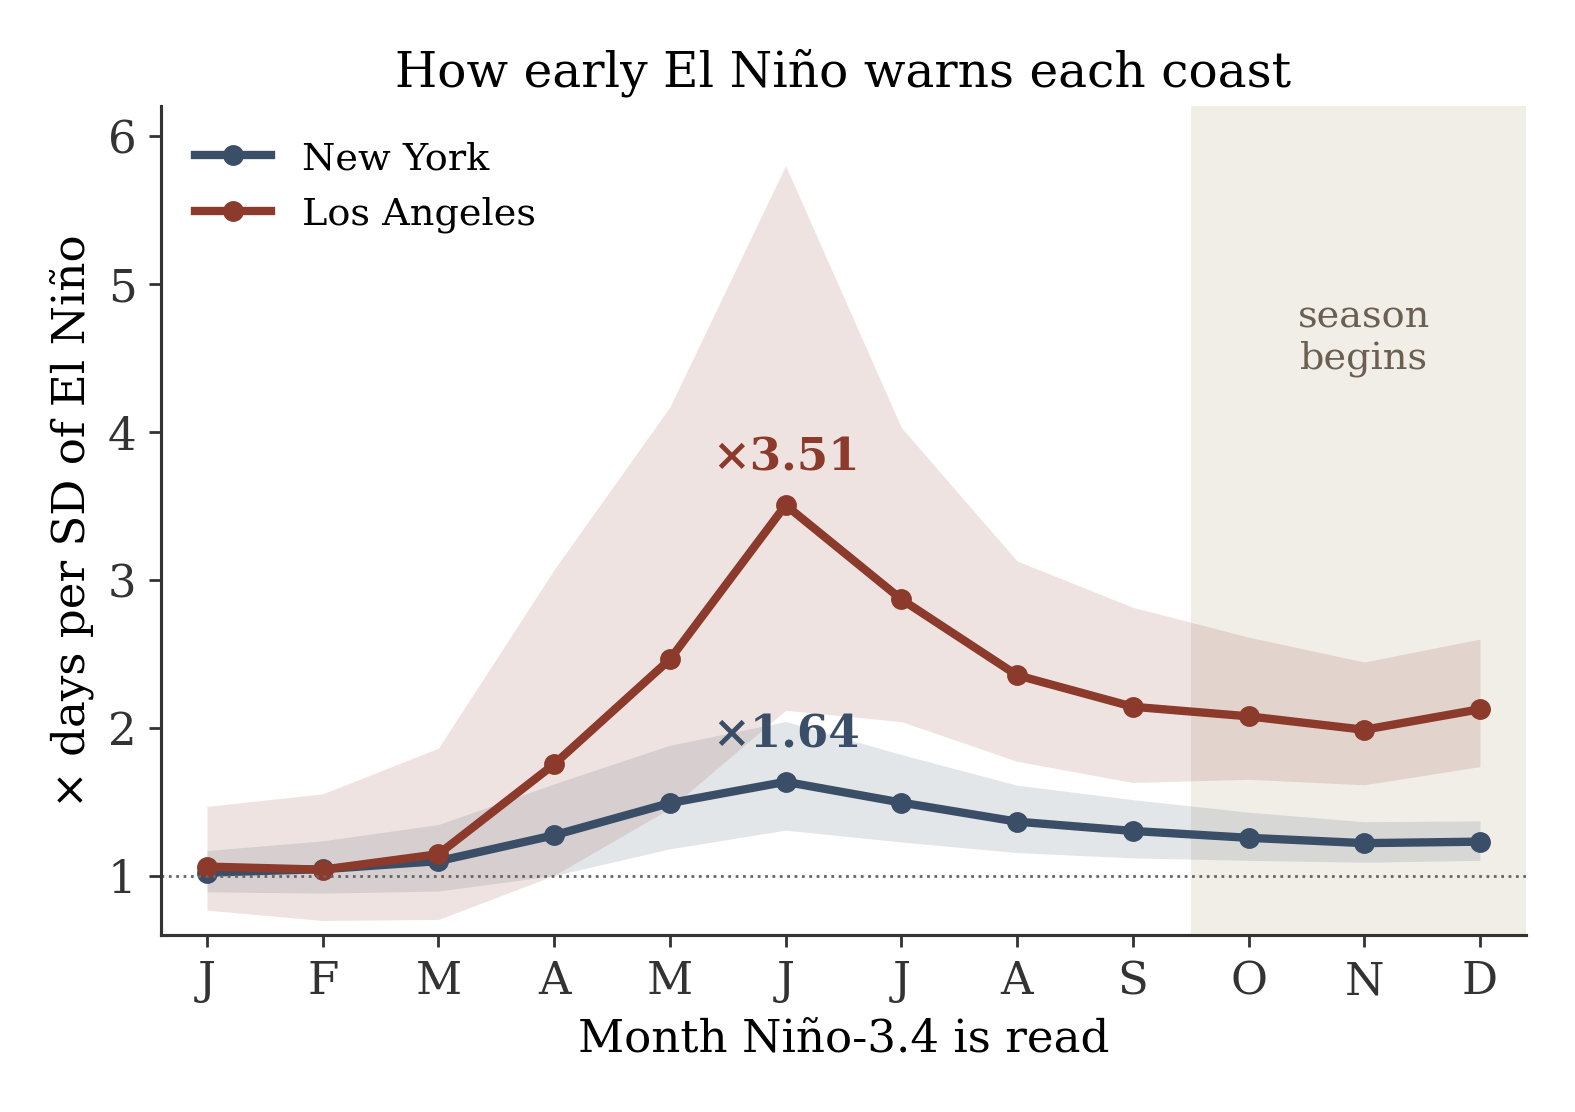 How early El Niño warns each coast
New York
Los Angeles
6
5
4
3
2
1
× days per SD of El Niño
season
begins
×3.51
×1.64
J F M A M J J A S O N D
Month Niño-3.4 is read